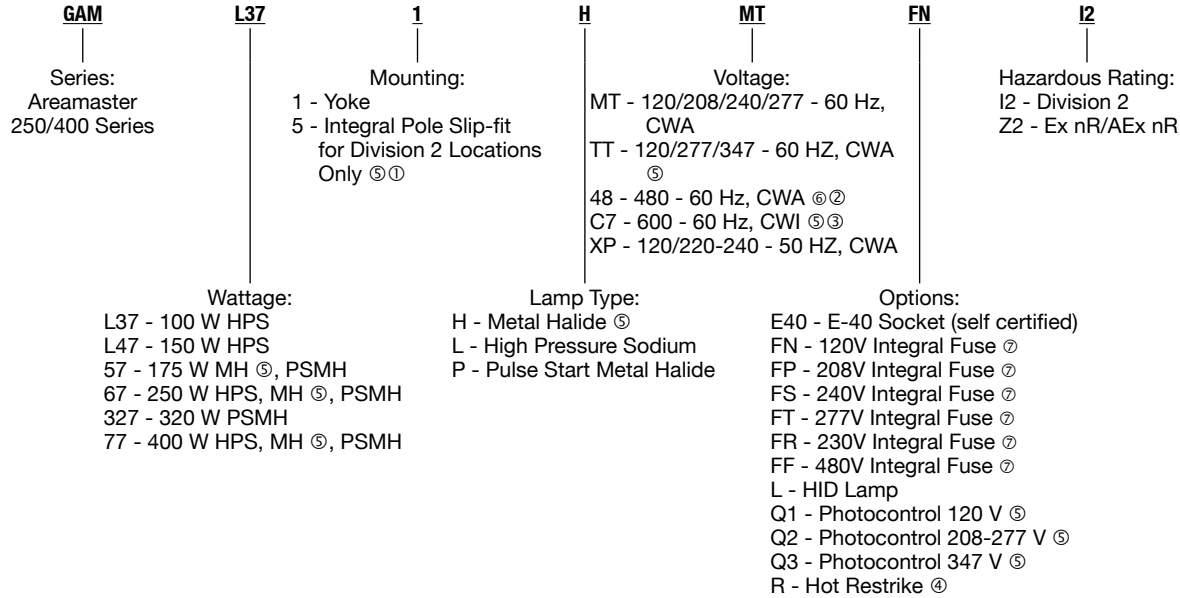 GAM L37 1 H MT FN I2
Series:
Areamaster
250/400 Series
Mounting:
1 - Yoke
5 - Integral Pole Slip-fit
for Division 2 Locations
Only ⑤①
Voltage:
MT - 120/208/240/277 - 60 Hz,
CWA
TT - 120/277/347 - 60 HZ, CWA
⑤
48 - 480 - 60 Hz, CWA ⑥②
C7 - 600 - 60 Hz, CWI ⑤③
XP - 120/220-240 - 50 HZ, CWA
Hazardous Rating:
I2 - Division 2
Z2 - Ex nR/AEx nR
Wattage:
L37 - 100 W HPS
L47 - 150 W HPS
57 - 175 W MH ⑤, PSMH
67 - 250 W HPS, MH ⑤, PSMH
327 - 320 W PSMH
77 - 400 W HPS, MH ⑤, PSMH
Lamp Type:
H - Metal Halide ⑤
L - High Pressure Sodium
P - Pulse Start Metal Halide
Options:
E40 - E-40 Socket (self certified)
FN - 120V Integral Fuse ⑦
FP - 208V Integral Fuse ⑦
FS - 240V Integral Fuse ⑦
FT - 277V Integral Fuse ⑦
FR - 230V Integral Fuse ⑦
FF - 480V Integral Fuse ⑦
L - HID Lamp
Q1 - Photocontrol 120 V ⑤
Q2 - Photocontrol 208-277 V ⑤
Q3 - Photocontrol 347 V ⑤
R - Hot Restrike ④